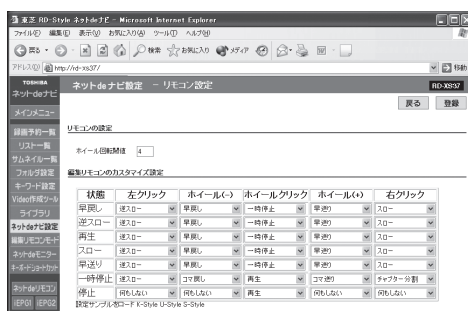 東芝 RD-Style ネットdeナビ - Microsoft Internet Explorer
ファイル(F) 編集(E) 表示(V) お気に入り(A) ツール(T) ヘルプ(H)
戻る 検索 お気に入り メディア
アドレス(D) http://rd-xs37/ 移動
TOSHIBA
ネットdeナビ
ネットdeナビ設定 - リモコン設定
RD-XS37
戻る 登録
メインメニュー
録画予約一覧
リスト一覧
サムネイル一覧
フォルダ設定
キーワード設定
Video作成ツール
ライブラリ
ネットdeナビ設定
編集リモコンモード
ネットdeモニター
キーボードショートカット
ネットdeリモコン
iEPG1 iEPG2
リモコンの設定
ホイール回転閾値 4
編集リモコンのカスタマイズ設定
状態 左クリック ホイール(-) ホイールクリック ホイール(+) 右クリック
早戻し 逆スロー 早戻し 一時停止 早送り スロー
逆スロー 逆スロー 早戻し 一時停止 早送り スロー
再生 逆スロー 早戻し 一時停止 早送り スロー
スロー 逆スロー 早戻し 一時停止 早送り スロー
早送り 逆スロー 早戻し 一時停止 早送り スロー
一時停止 逆スロー コマ戻し 再生 コマ送り チャプター分割
停止 何もしない 何もしない 再生 何もしない 何もしない
設定サンプルをロード X-Style U-Style S-Style